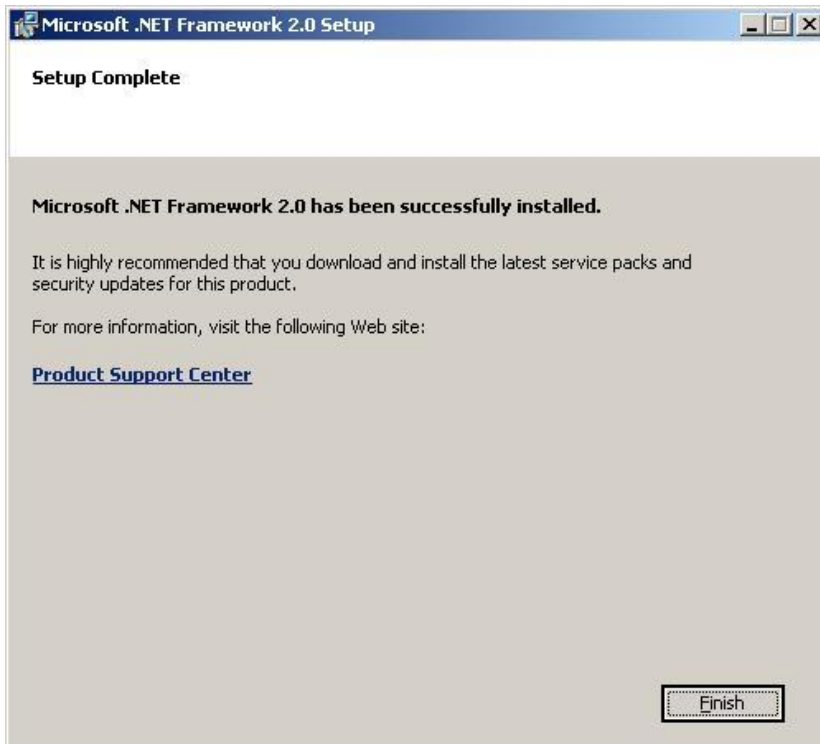 Microsoft .NET Framework 2.0 Setup
Setup Complete
Microsoft .NET Framework 2.0 has been successfully installed.
It is highly recommended that you download and install the latest service packs and
security updates for this product.
For more information, visit the following Web site:
Product Support Center
Finish